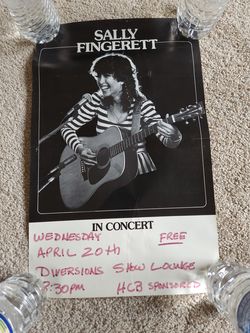 SALLY
FINGERETT
IN CONCERT
WEDNESDAY FREE
APRIL 20th
DIVERSIONS SHOW LOUNGE
8:30PM HCB SPONSORED